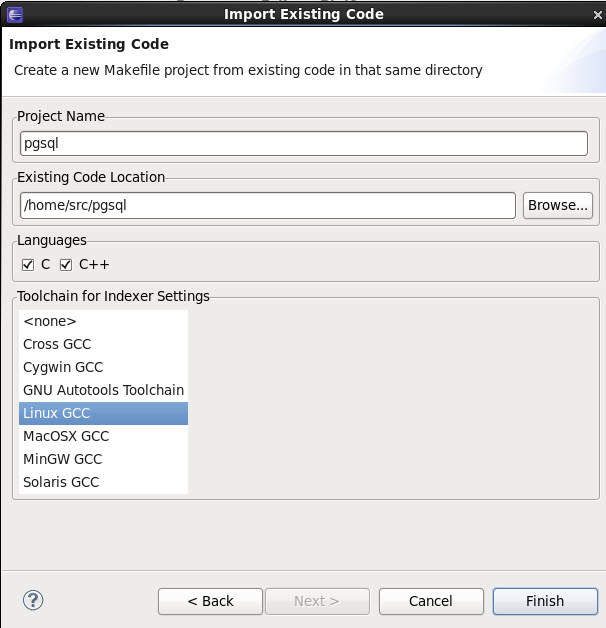 Import Existing Code
Import Existing Code
Create a new Makefile project from existing code in that same directory
Project Name
pgsql
Existing Code Location
/home/src/pgsql
Browse...
Languages
C C++
Toolchain for Indexer Settings
<none>
Cross GCC
Cygwin GCC
GNU Autotools Toolchain
Linux GCC
MacOSX GCC
MinGW GCC
Solaris GCC
? < Back Next > Cancel Finish